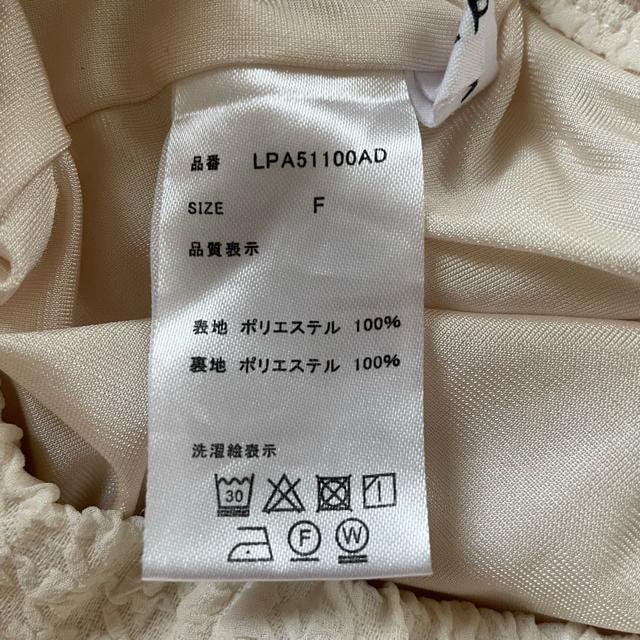 品番 LPA51100AD
SIZE F
品質表示
表地 ポリエステル 100%
裏地 ポリエステル 100%
洗濯絵表示
30
F W